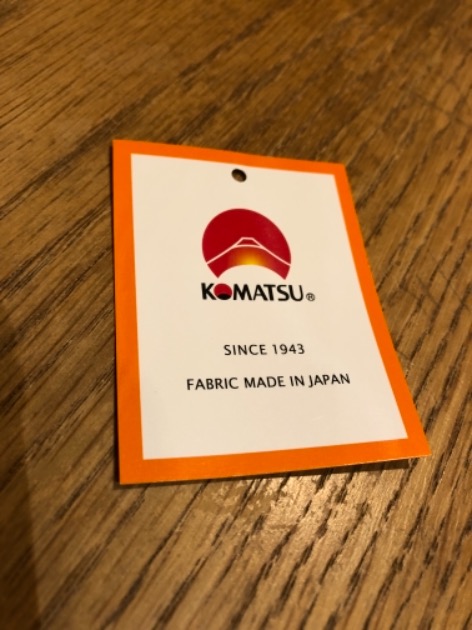 KOMATSU®
SINCE 1943
FABRIC MADE IN JAPAN